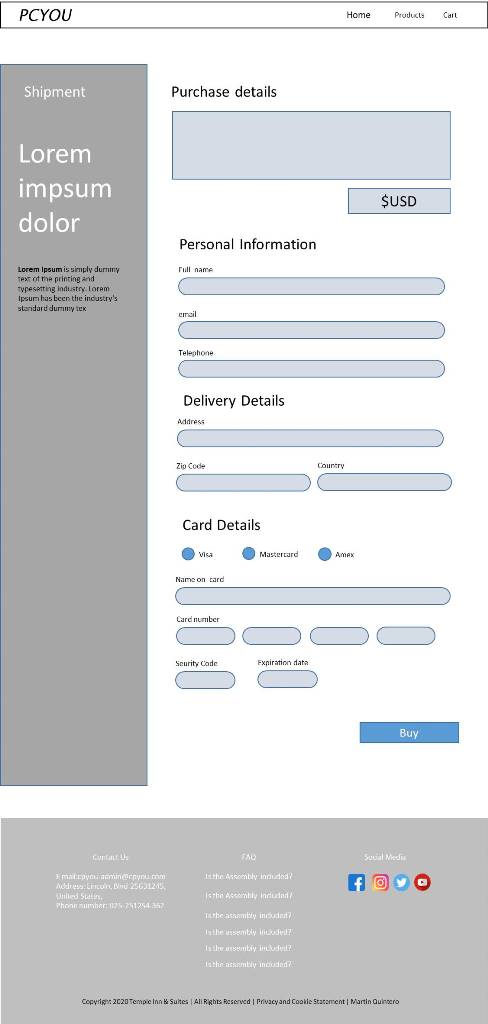 PCYOU
Home Products Cart
Shipment
Lorem
impsum
dolor
Lorem Ipsum is simply dummy
text of the printing and
typesetting industry. Lorem
Ipsum has been the industry's
standard dummy tex
Purchase details
$USD
Personal Information
Full name
email
Telephone
Delivery Details
Address
Zip Code Country
Card Details
Visa Mastercard Amex
Name on card
Card number
Seurity Code Expiration date
Buy
Contact Us
E mail:cpyou-admin@cpyou.com
Address: Lincoln, Blvd 25631245,
United States,
Phone number: 025-251254-362
FAQ
Is the Assembly included?
Is the Assembly included?
Is the assembly included?
Is the assembly included?
Is the assembly included?
Is the assembly included?
Social Media
Copyright 2020 Temple Inn & Suites | All Rights Reserved | Privacy and Cookie Statement | Martin Quintero